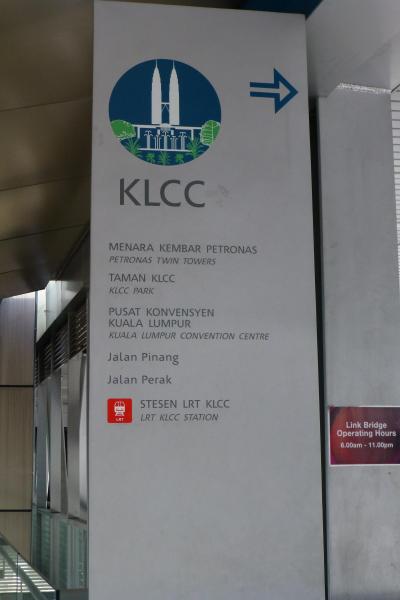 KLCC
MENARA KEMBAR PETRONAS
PETRONAS TWIN TOWERS
TAMAN KLCC
KLCC PARK
PUSAT KONVENSYEN
KUALA LUMPUR
KUALA LUMPUR CONVENTION CENTRE
Jalan Pinang
Jalan Perak
STESEN LRT KLCC
LRT KLCC STATION
LRT
Link Bridge
Operating Hours
6.00am - 11.00pm